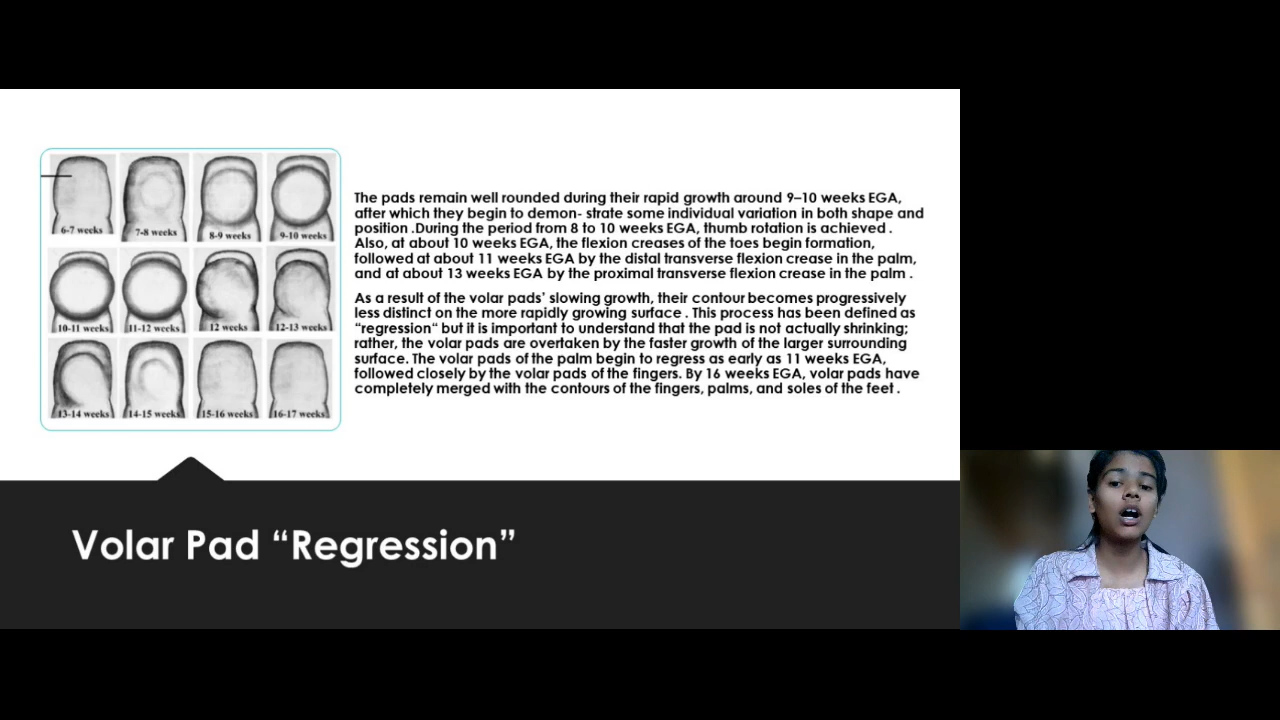 6-7 weeks
7-8 weeks
8-9 weeks
9-10 weeks
10-11 weeks
11-12 weeks
12 weeks
12-13 weeks
13-14 weeks
14-15 weeks
15-16 weeks
16-17 weeks
The pads remain well rounded during their rapid growth around 9–10 weeks EGA,
after which they begin to demon- strate some individual variation in both shape and
position .During the period from 8 to 10 weeks EGA, thumb rotation is achieved .
Also, at about 10 weeks EGA, the flexion creases of the toes begin formation,
followed at about 11 weeks EGA by the distal transverse flexion crease in the palm,
and at about 13 weeks EGA by the proximal transverse flexion crease in the palm .
As a result of the volar pads’ slowing growth, their contour becomes progressively
less distinct on the more rapidly growing surface . This process has been defined as
“regression“ but it is important to understand that the pad is not actually shrinking;
rather, the volar pads are overtaken by the faster growth of the larger surrounding
surface. The volar pads of the palm begin to regress as early as 11 weeks EGA,
followed closely by the volar pads of the fingers. By 16 weeks EGA, volar pads have
completely merged with the contours of the fingers, palms, and soles of the feet .
Volar Pad “Regression”